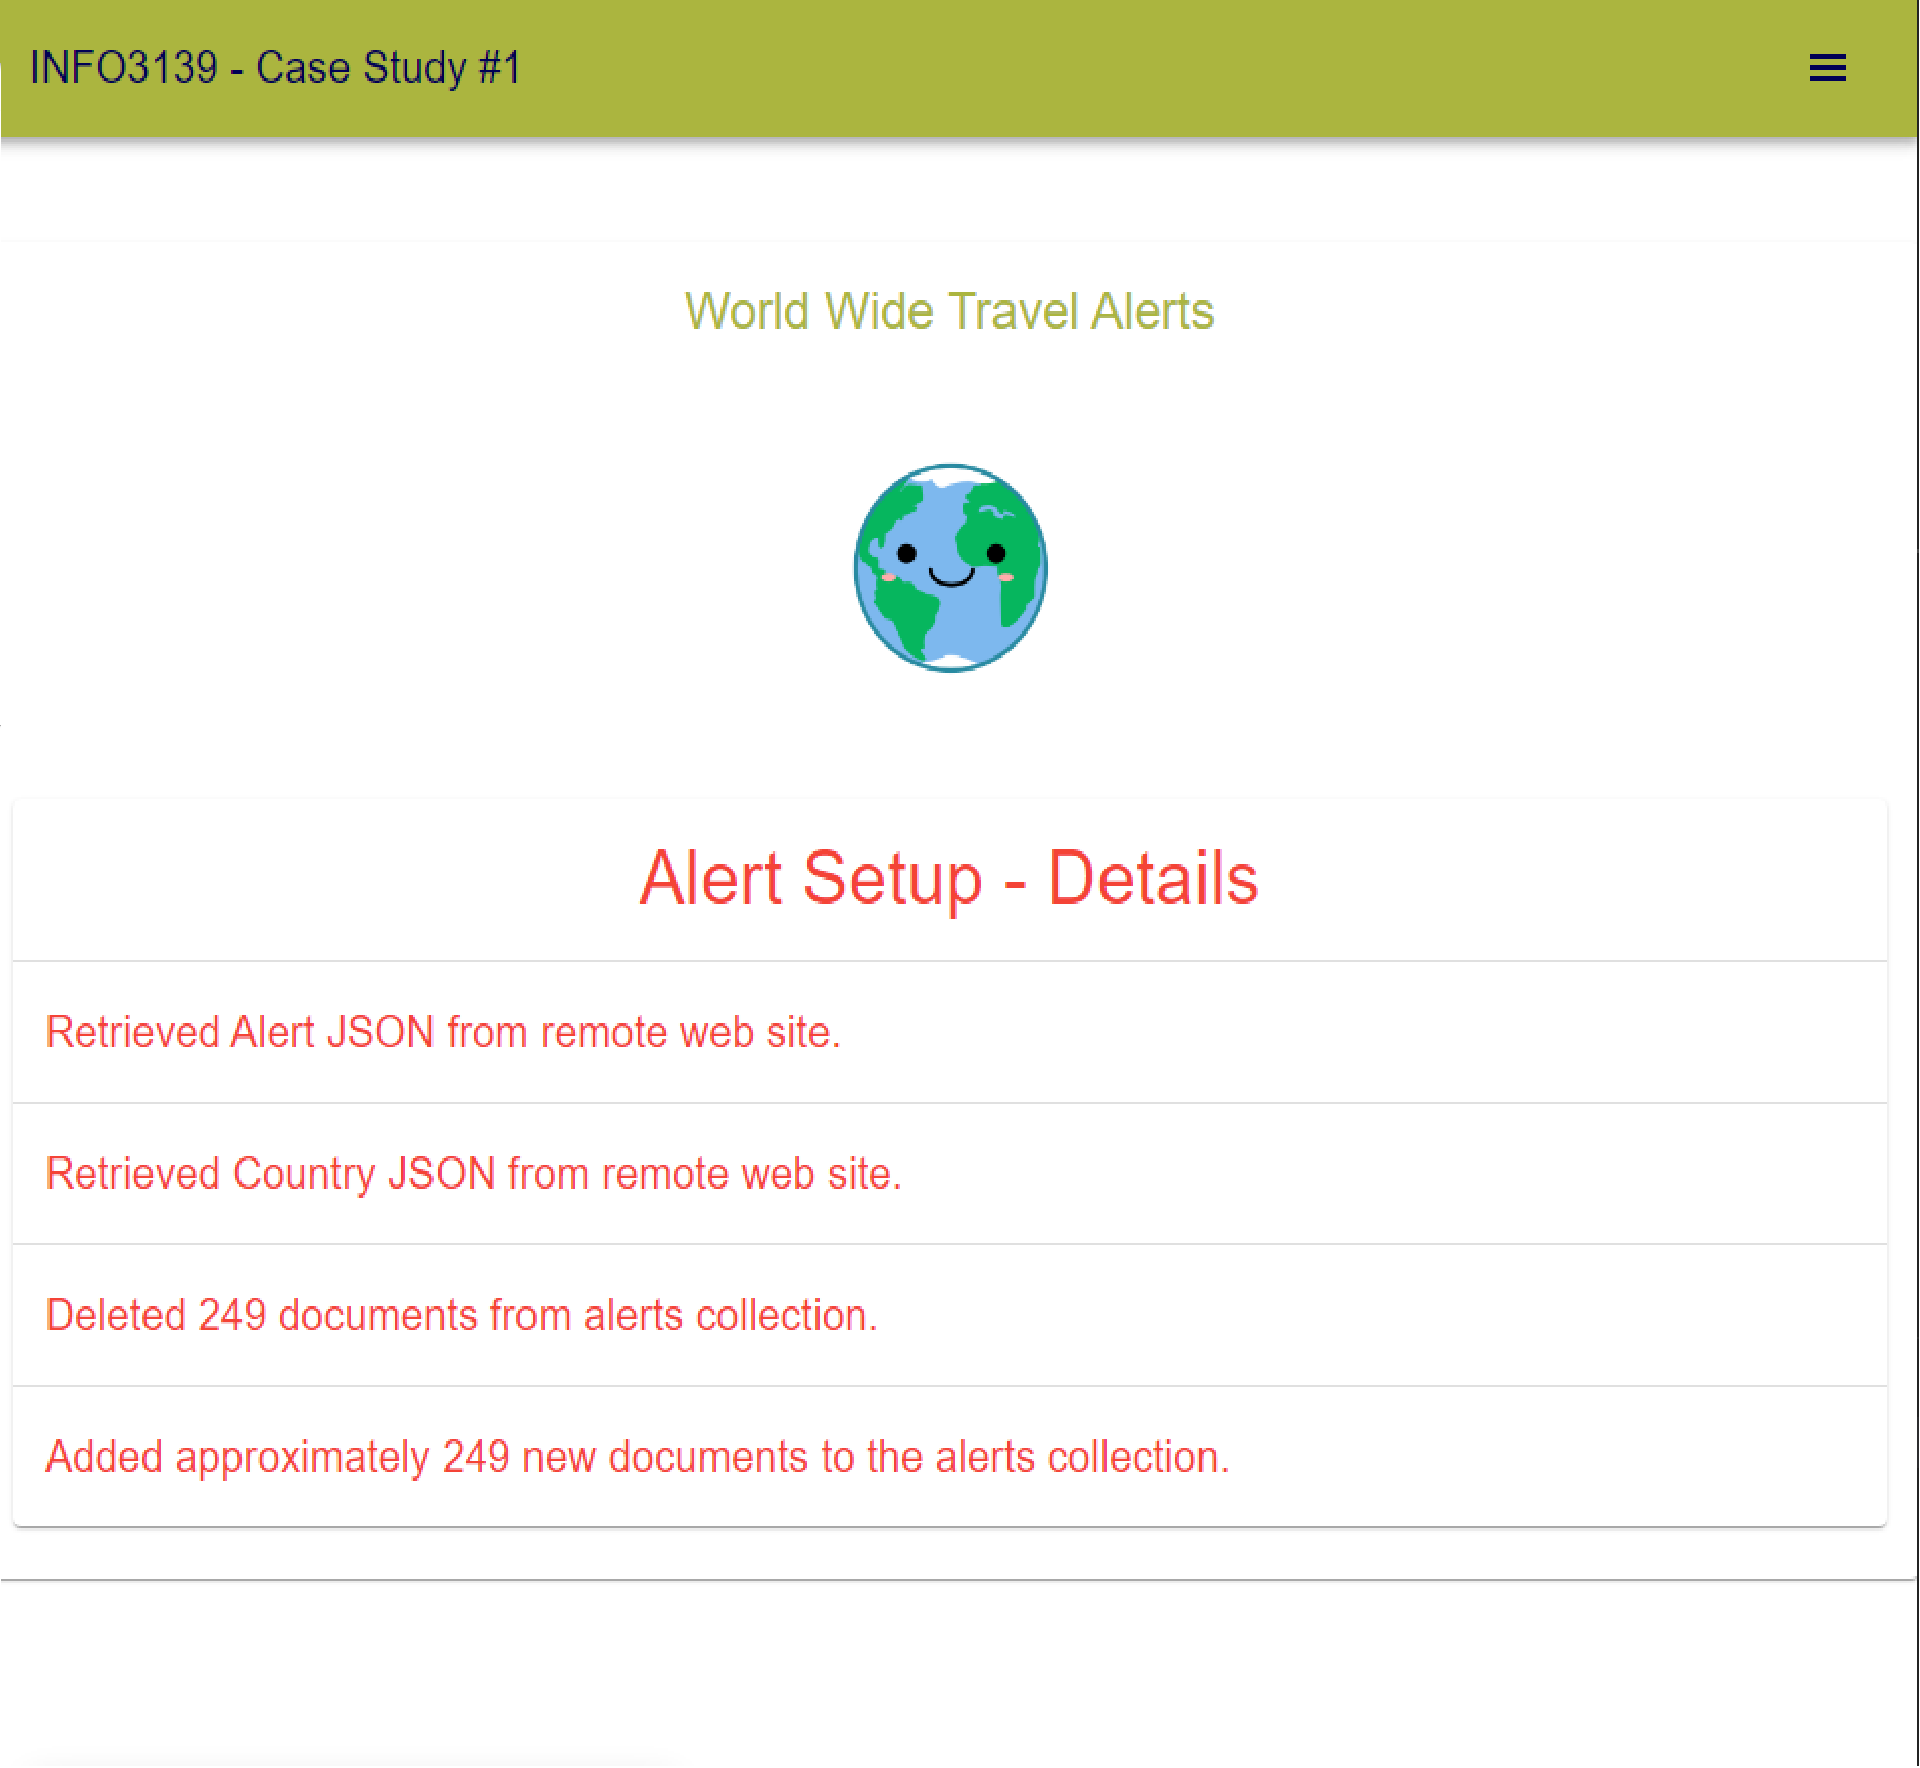 INFO3139 - Case Study #1
World Wide Travel Alerts
Alert Setup - Details
Retrieved Alert JSON from remote web site.
Retrieved Country JSON from remote web site.
Deleted 249 documents from alerts collection.
Added approximately 249 new documents to the alerts collection.